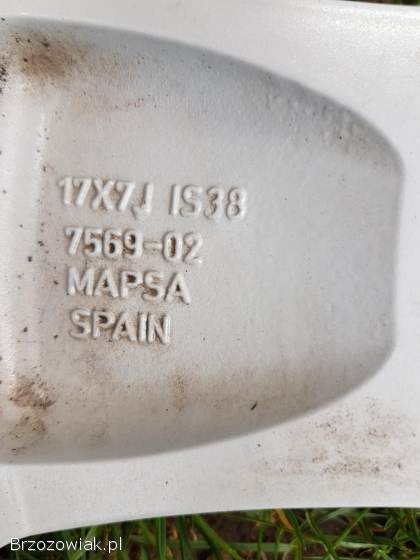 17X7J IS38
7569-02
MAPSA
SPAIN
Brzozowiak.pl